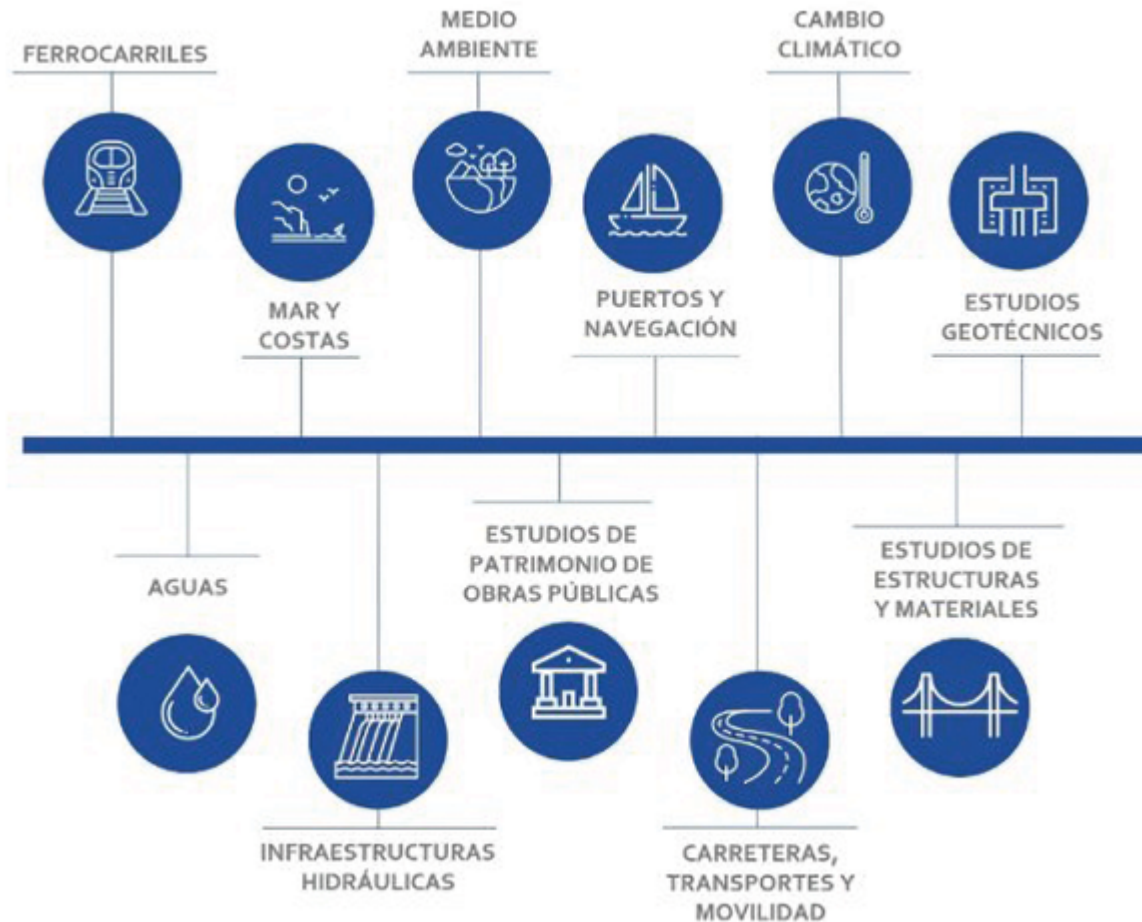 FERROCARRILES
MEDIO
AMBIENTE
CAMBIO
CLIMÁTICO
MAR Y
COSTAS
PUERTOS Y
NAVEGACIÓN
ESTUDIOS
GEOTÉCNICOS
AGUAS
ESTUDIOS DE
PATRIMONIO DE
OBRAS PÚBLICAS
ESTUDIOS DE
ESTRUCTURAS
Y MATERIALES
INFRAESTRUCTURAS
HIDRÁULICAS
CARRETERAS,
TRANSPORTES Y
MOVILIDAD